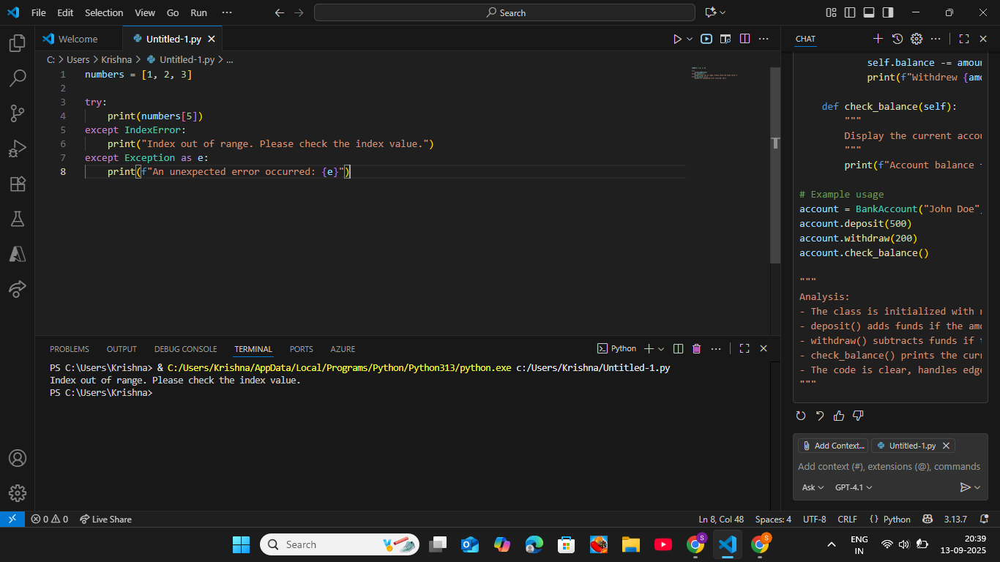 File Edit Selection View Go Run ··· Search
Welcome Untitled-1.py
C: > Users > Krishna > Untitled-1.py > ...
1 numbers = [1, 2, 3]
2
3 try:
4 print(numbers[5])
5 except IndexError:
6 print("Index out of range. Please check the index value.")
7 except Exception as e:
8 print(f"An unexpected error occurred: {e}")
PROBLEMS OUTPUT DEBUG CONSOLE TERMINAL PORTS AZURE Python
PS C:\Users\Krishna> & C:/Users/Krishna/AppData/Local/Programs/Python/Python313/python.exe c:/Users/Krishna/Untitled-1.py
Index out of range. Please check the index value.
PS C:\Users\Krishna>
CHAT
self.balance -= amou
print(f"Withdrew {am
def check_balance(self):
"""
Display the current accou
"""
print(f"Account balance
# Example usage
account = BankAccount("John Doe"
account.deposit(500)
account.withdraw(200)
account.check_balance()
"""
Analysis:
- The class is initialized with
- deposit() adds funds if the am
- withdraw() subtracts funds if
- check_balance() prints the cur
- The code is clear, handles edg
"""
Add Context... Untitled-1.py
Add context (#), extensions (@), commands
Ask GPT-4.1
0 0 Live Share Ln 8, Col 48 Spaces: 4 UTF-8 CRLF {} Python 3.13.7
Search
ENG
IN
20:39
13-09-2025